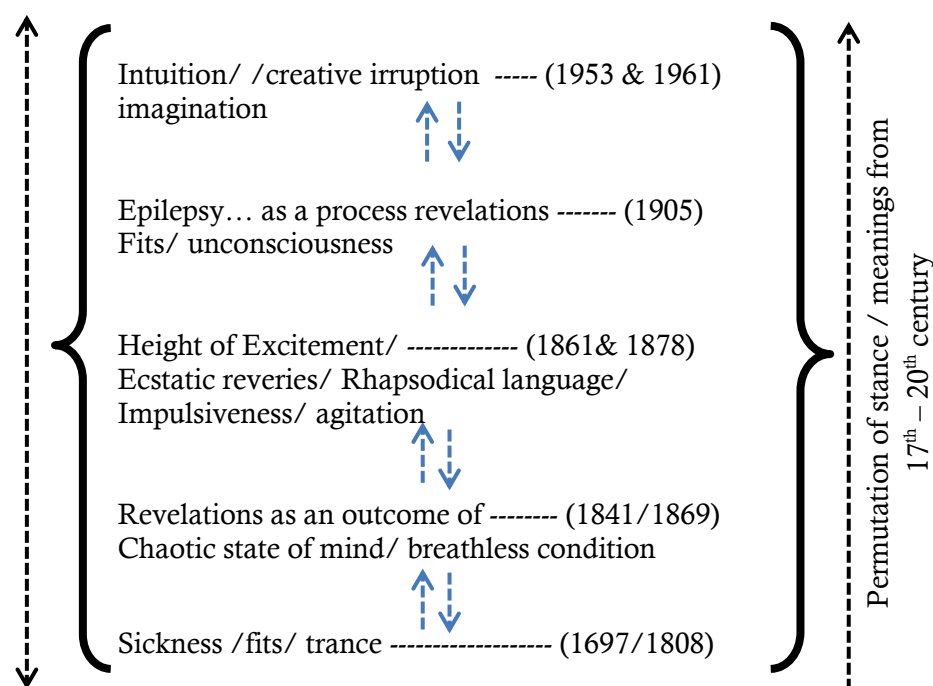 Intuition/ /creative irruption ----- (1953 & 1961)
imagination
Epilepsy… as a process revelations ------- (1905)
Fits/ unconsciousness
Height of Excitement/ ------------- (1861& 1878)
Ecstatic reveries/ Rhapsodical language/
Impulsiveness/ agitation
Revelations as an outcome of -------- (1841/1869)
Chaotic state of mind/ breathless condition
Sickness /fits/ trance ------------------- (1697/1808)
Permutation of stance / meanings from
17th – 20th century